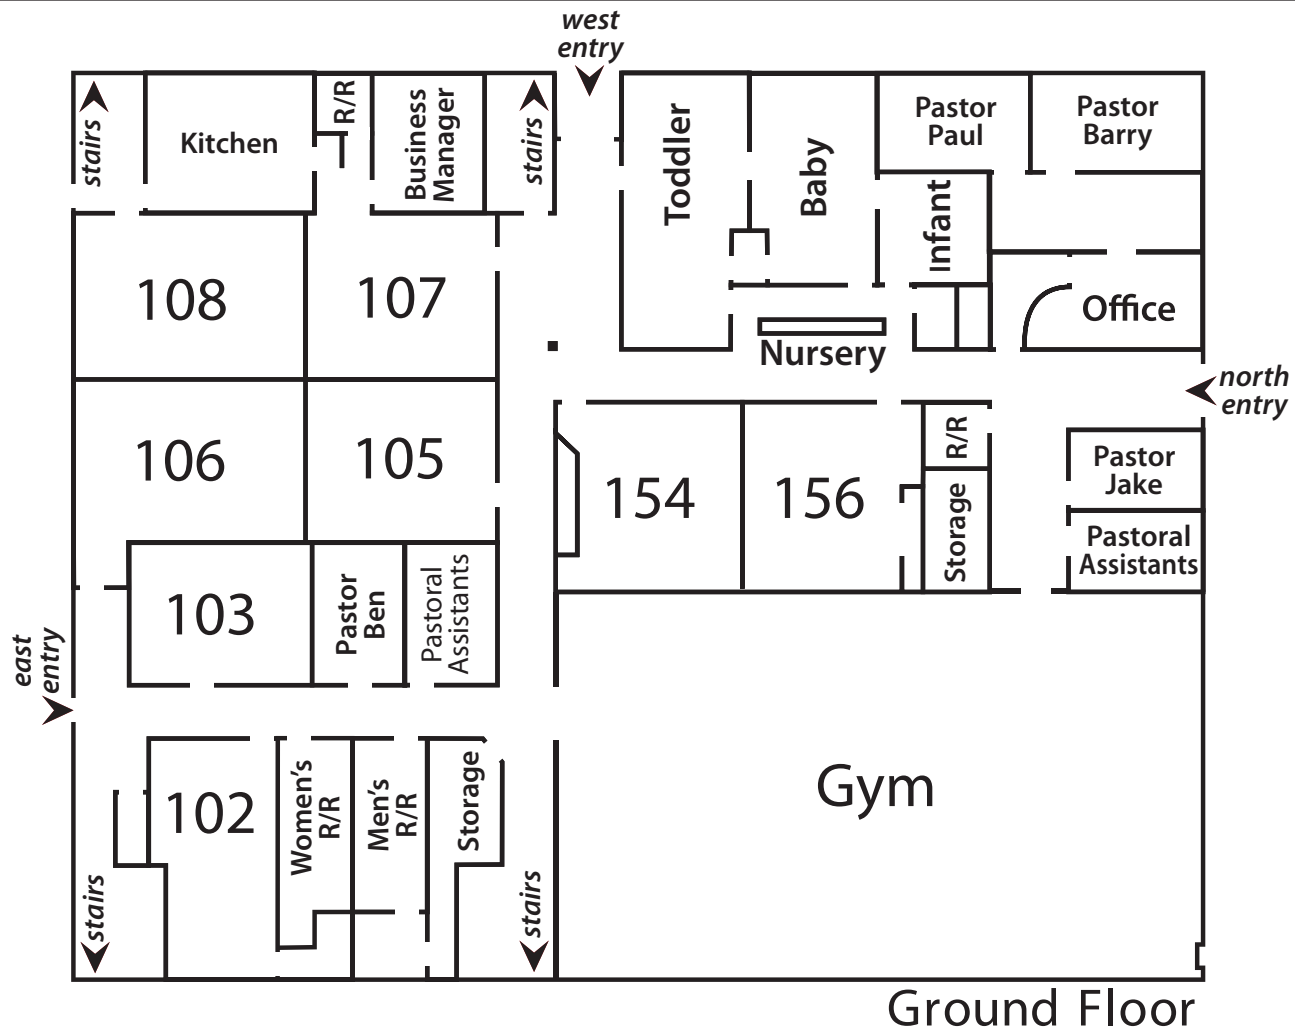 west
entry
stairs
Kitchen
R/R
Business
Manager
stairs
Toddler
Baby
Pastor
Paul
Pastor
Barry
Infant
108
107
Office
Nursery
north
entry
106
105
154
156
R/R
Storage
Pastor
Jake
Pastoral
Assistants
103
Pastor
Ben
Pastoral
Assistants
east
entry
102
Women's
R/R
Men's
R/R
Storage
stairs
stairs
Gym
Ground Floor